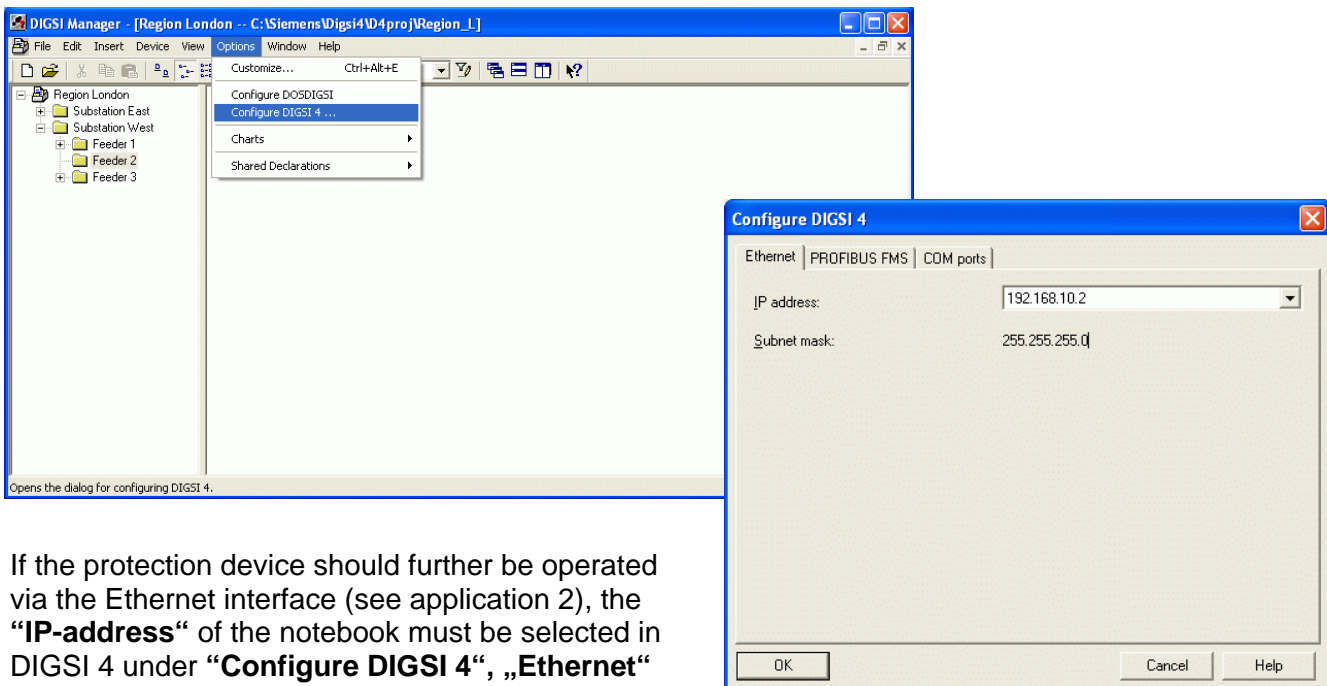 DIGSI Manager - [Region London -- C:\Siemens\Digsi4\D4proj\Region_L]
File Edit Insert Device View Options Window Help
Customize... Ctrl+Alt+E
Configure DOSDIGSI
Configure DIGSI 4 ...
Charts
Shared Declarations
Region London
Substation East
Substation West
Feeder 1
Feeder 2
Feeder 3
Opens the dialog for configuring DIGSI 4.
Configure DIGSI 4
Ethernet PROFIBUS FMS COM ports
IP address: 192.168.10.2
Subnet mask: 255.255.255.0
OK Cancel Help
If the protection device should further be operated
via the Ethernet interface (see application 2), the
“IP-address“ of the notebook must be selected in
DIGSI 4 under “Configure DIGSI 4“, „Ethernet“